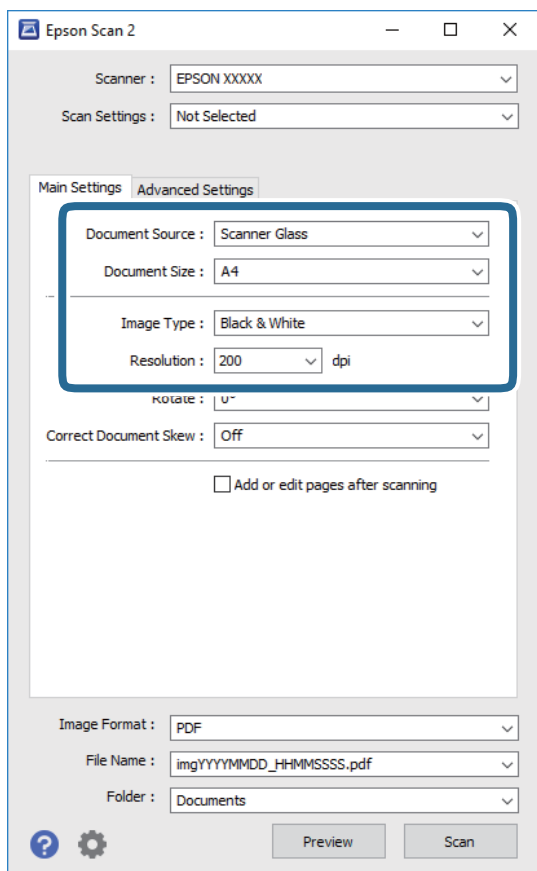 Epson Scan 2
Scanner : EPSON XXXXX
Scan Settings : Not Selected
Main Settings Advanced Settings
Document Source : Scanner Glass
Document Size : A4
Image Type : Black & White
Resolution : 200 dpi
Rotate : 0°
Correct Document Skew : Off
Add or edit pages after scanning
Image Format : PDF
File Name : imgYYYYMMDD_HHMMSSSS.pdf
Folder : Documents
? Preview Scan